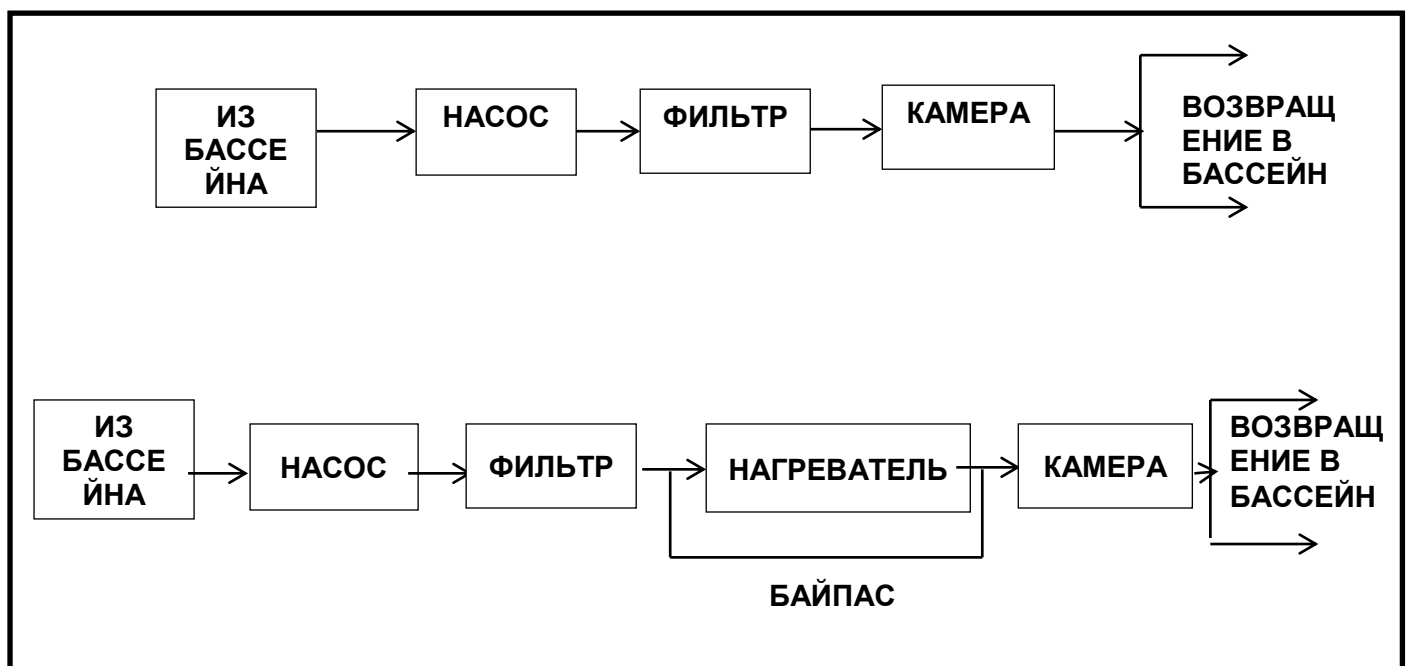 ИЗ
БАССЕ
ЙНА
НАСОС
ФИЛЬТР
КАМЕРА
ВОЗВРАЩ
ЕНИЕ В
БАССЕЙН
ИЗ
БАССЕ
ЙНА
НАСОС
ФИЛЬТР
НАГРЕВАТЕЛЬ
КАМЕРА
ВОЗВРАЩ
ЕНИЕ В
БАССЕЙН
БАЙПАС